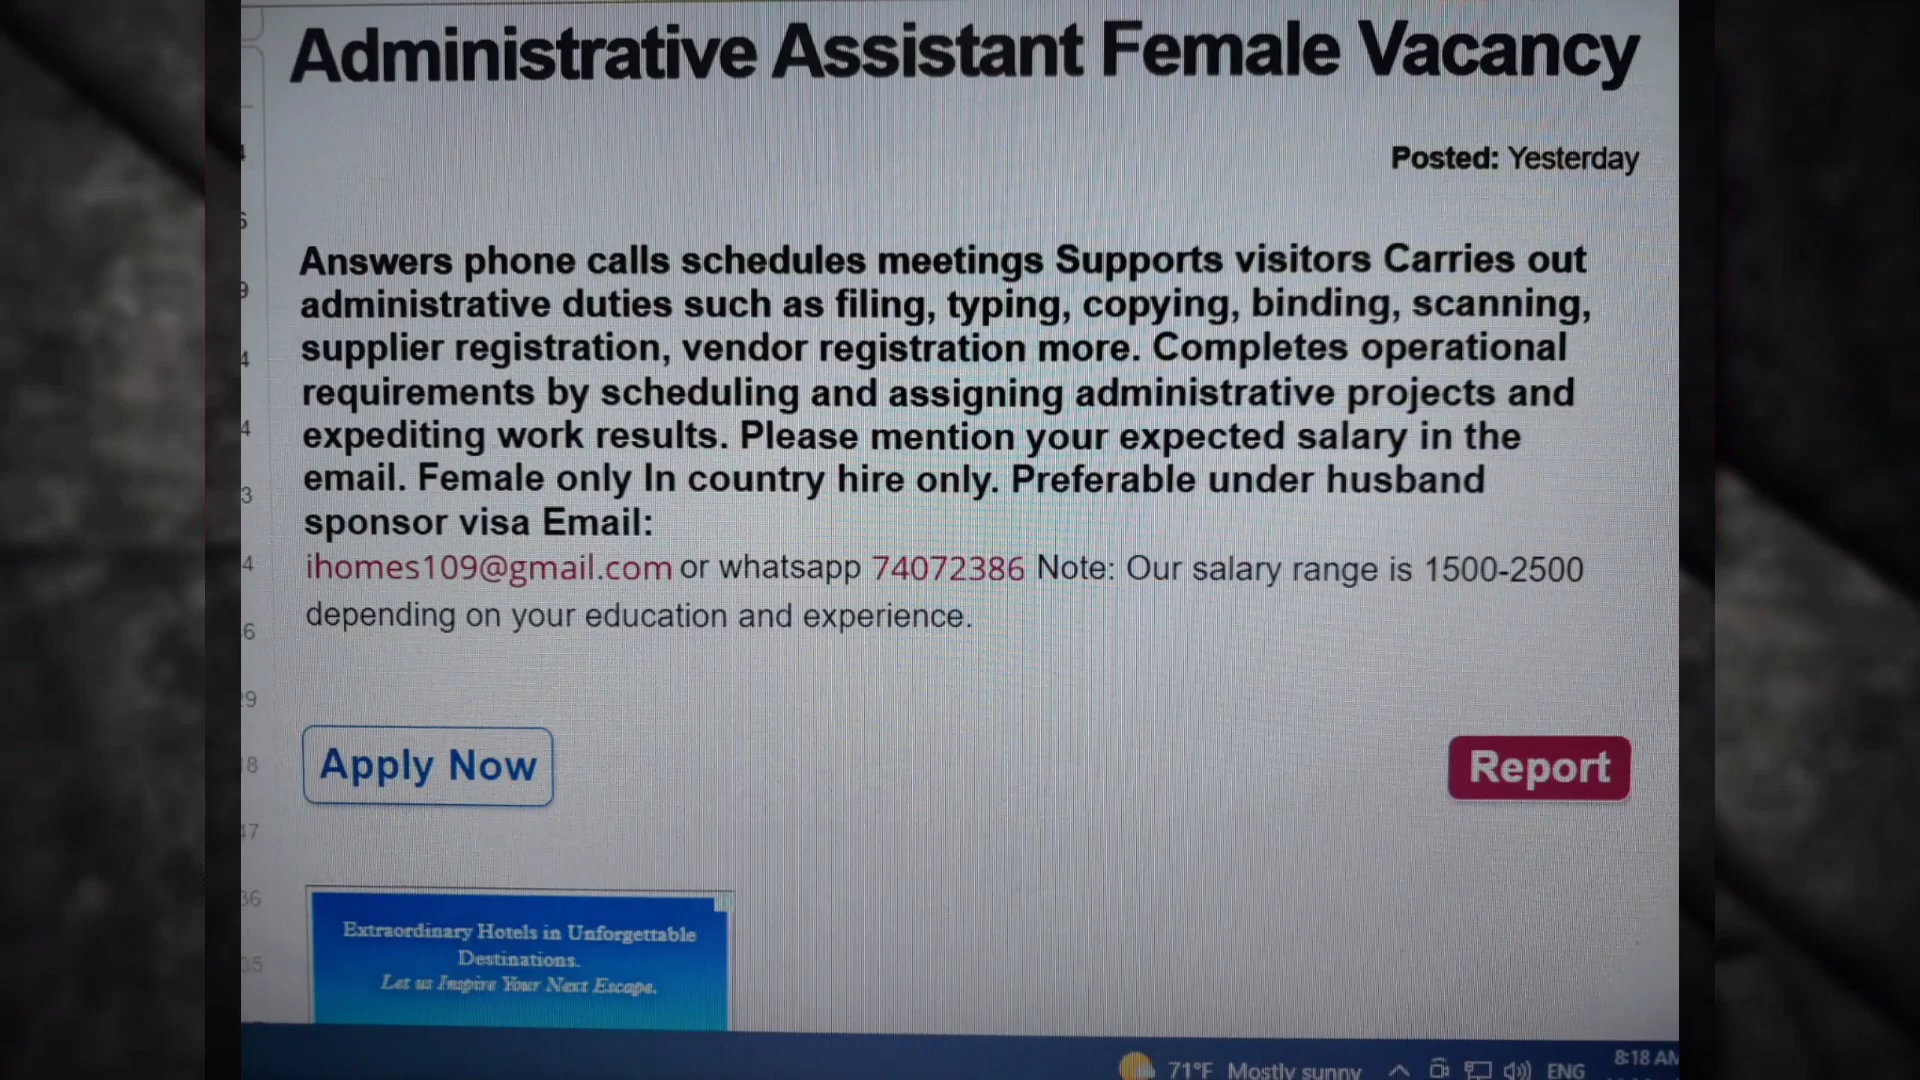 Administrative Assistant Female Vacancy
Posted: Yesterday
Answers phone calls schedules meetings Supports visitors Carries out
administrative duties such as filing, typing, copying, binding, scanning,
supplier registration, vendor registration more. Completes operational
requirements by scheduling and assigning administrative projects and
expediting work results. Please mention your expected salary in the
email. Female only In country hire only. Preferable under husband
sponsor visa Email:
ihomes109@gmail.com or whatsapp 74072386 Note: Our salary range is 1500-2500
depending on your education and experience.
Apply Now
Report
Extraordinary Hotels in Unforgettable
Destinations.
Let us Inspire Your Next Escape.
71°F Mostly sunny
ENG
8:18 AM